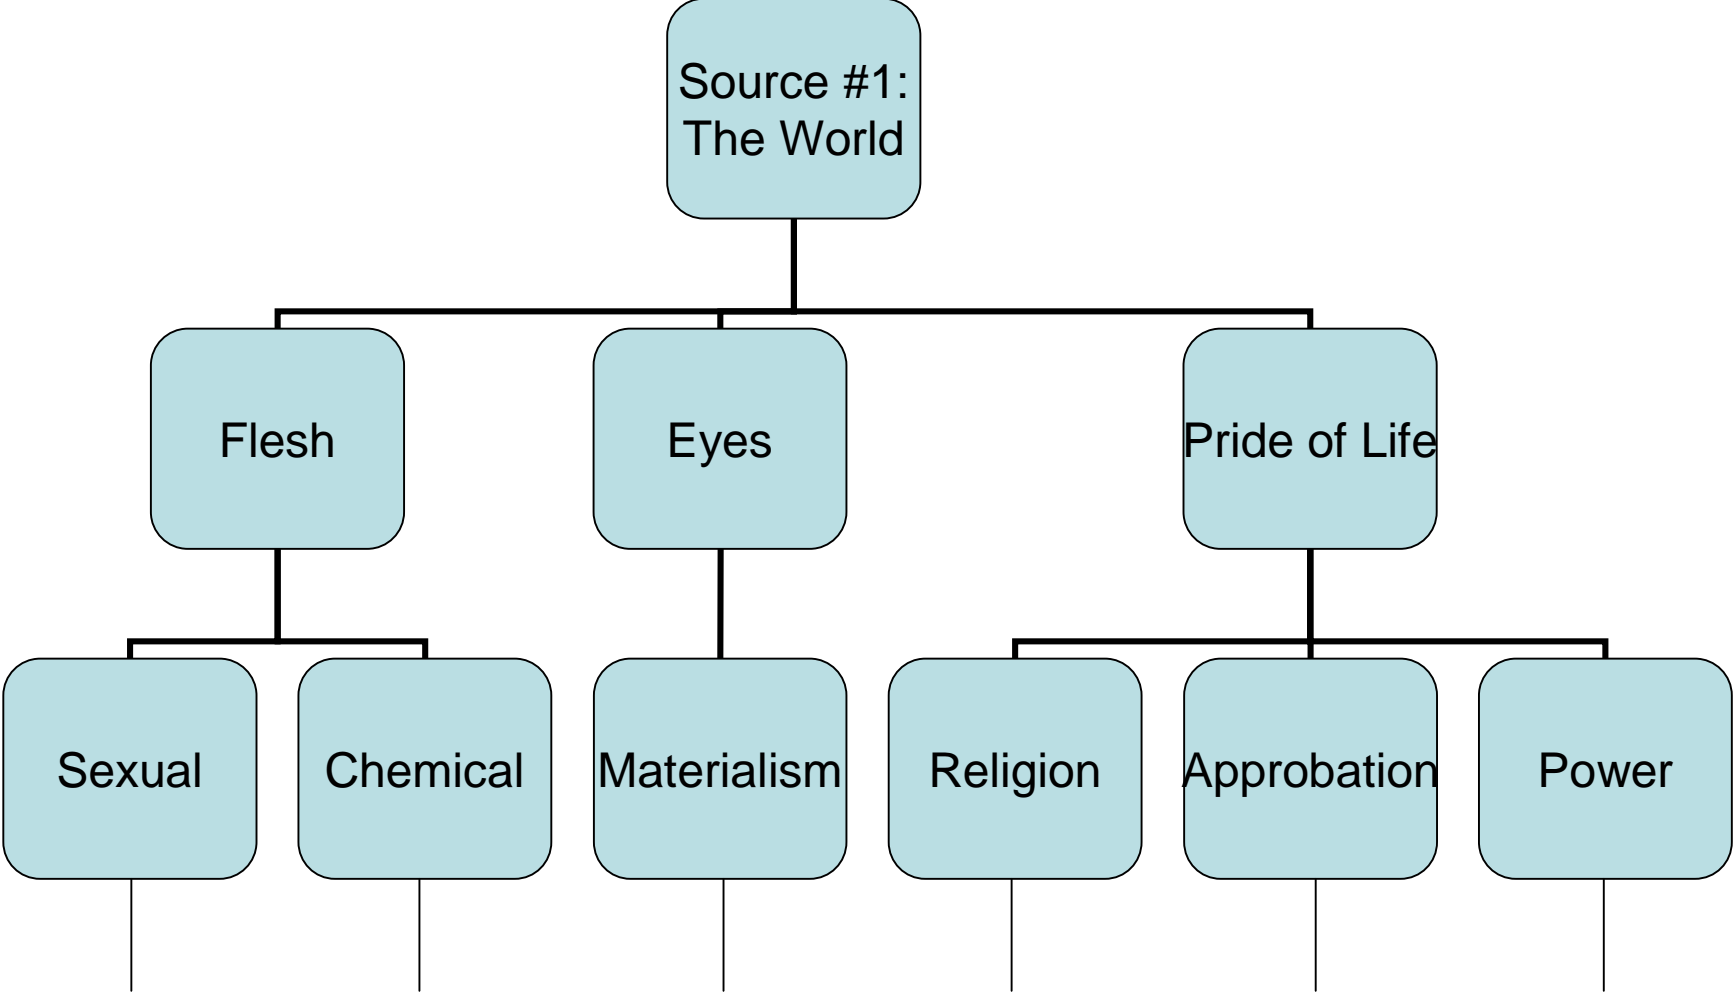 Source #1:
The World
Flesh
Eyes
Pride of Life
Sexual
Chemical
Materialism
Religion
Approbation
Power